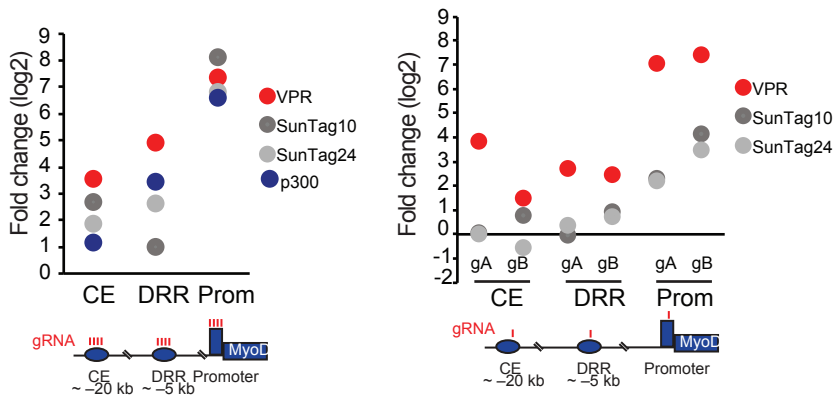 Fold change (log2)
9
8
7
6
5
4
3
2
1
0
CE DRR Prom
VPR
SunTag10
SunTag24
p300
gRNA
MyoD
CE DRR Promoter
~ –20 kb ~ –5 kb
Fold change (log2)
9
8
7
6
5
4
3
2
1
0
-1
-2
gA gB gA gB gA gB
CE DRR Prom
VPR
SunTag10
SunTag24
gRNA
MyoD
CE DRR Promoter
~ –20 kb ~ –5 kb